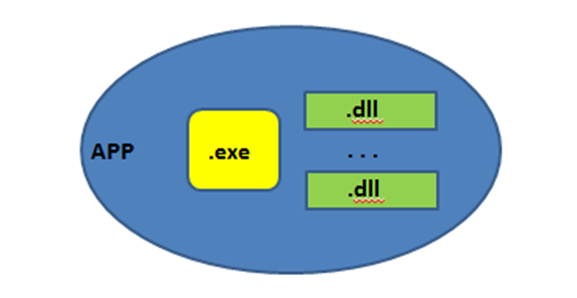 .dll
APP
.exe
. . .
.dll